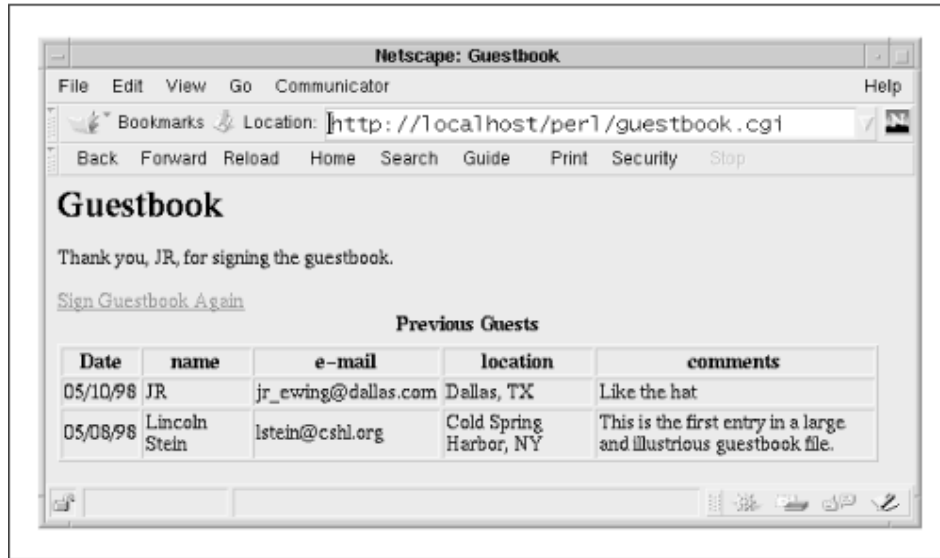 Netscape: Guestbook
File Edit View Go Communicator Help
Bookmarks Location: http://localhost/perl/guestbook.cgi N
Back Forward Reload Home Search Guide Print Security Stop
Guestbook
Thank you, JR, for signing the guestbook.
Sign Guestbook Again
Previous Guests
Date name e-mail location comments
05/10/98 JR jr_ewing@dallas.com Dallas, TX Like the hat
05/08/98 Lincoln Stein lstein@cshl.org Cold Spring Harbor, NY This is the first entry in a large and illustrious guestbook file.